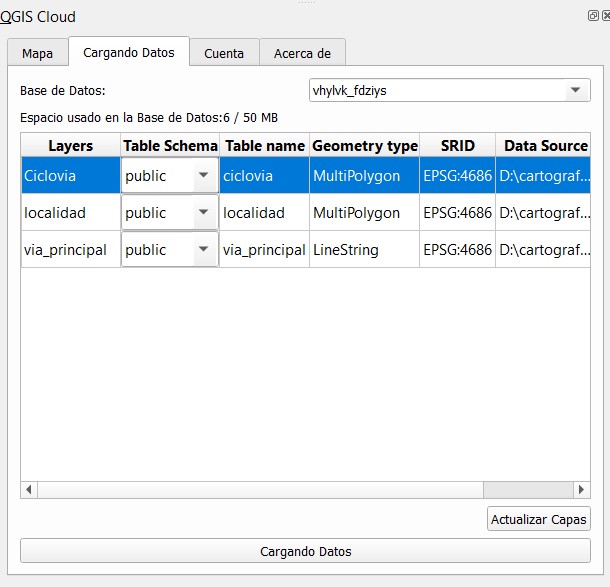 QGIS Cloud
Mapa Cargando Datos Cuenta Acerca de
Base de Datos: vhylvk_fdziys
Espacio usado en la Base de Datos:6 / 50 MB
Layers Table Schema Table name Geometry type SRID Data Source
Ciclovia public ciclovia MultiPolygon EPSG:4686 D:\cartograf...
localidad public localidad MultiPolygon EPSG:4686 D:\cartograf...
via_principal public via_principal LineString EPSG:4686 D:\cartograf...
Actualizar Capas
Cargando Datos